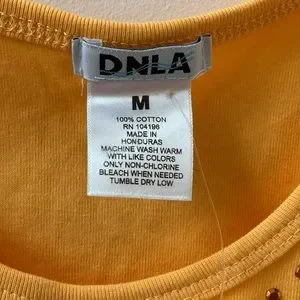 DNLA
M
100% COTTON
RN 104196
MADE IN
HONDURAS
MACHINE WASH WARM
WITH LIKE COLORS
ONLY NON-CHLORINE
BLEACH WHEN NEEDED
TUMBLE DRY LOW